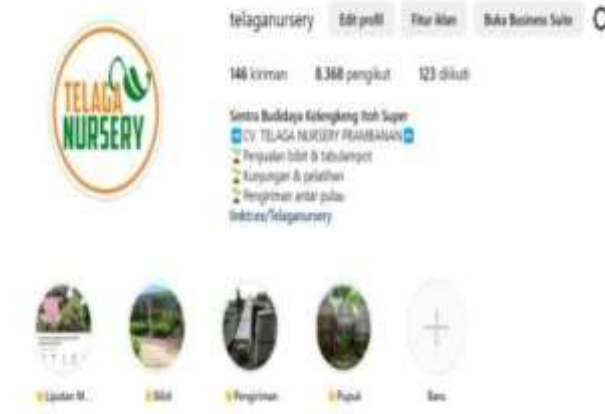 telaganursery Edit profil Fitur iklan Buka Business Suite
TELAGA
NURSERY
146 kiriman 8.368 pengikut 123 diikuti
Sentra Budidaya Kelengkeng Itoh Super
CV. TELAGA NURSERY PRAMBANAN
Penjualan bibit & tabulampot
Kunjungan & pelatihan
Pengiriman antar pulau
linktr.ee/Telaganursery
Liputan M... Bibit Pengiriman Pupuk Baru